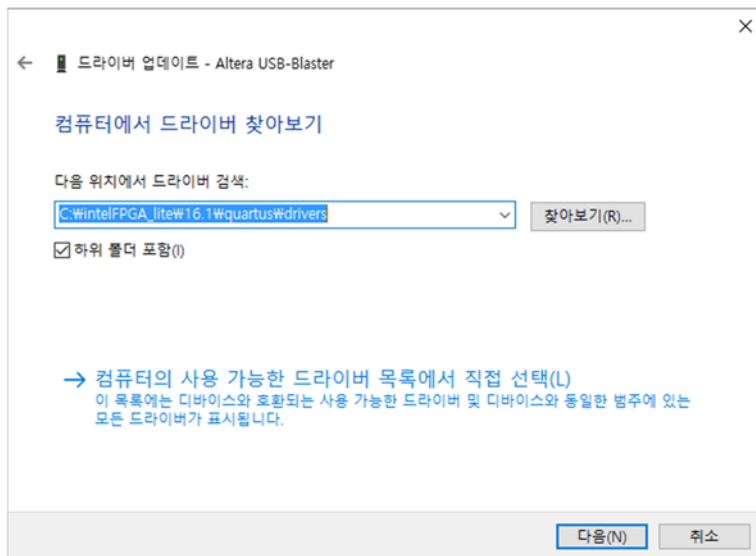 드라이버 업데이트 - Altera USB-Blaster
컴퓨터에서 드라이버 찾아보기
다음 위치에서 드라이버 검색:
C:₩intelFPGA_lite₩16.1₩quartus₩drivers
찾아보기(R)...
하위 폴더 포함(I)
컴퓨터의 사용 가능한 드라이버 목록에서 직접 선택(L)
이 목록에는 디바이스와 호환되는 사용 가능한 드라이버 및 디바이스와 동일한 범주에 있는
모든 드라이버가 표시됩니다.
다음(N)
취소